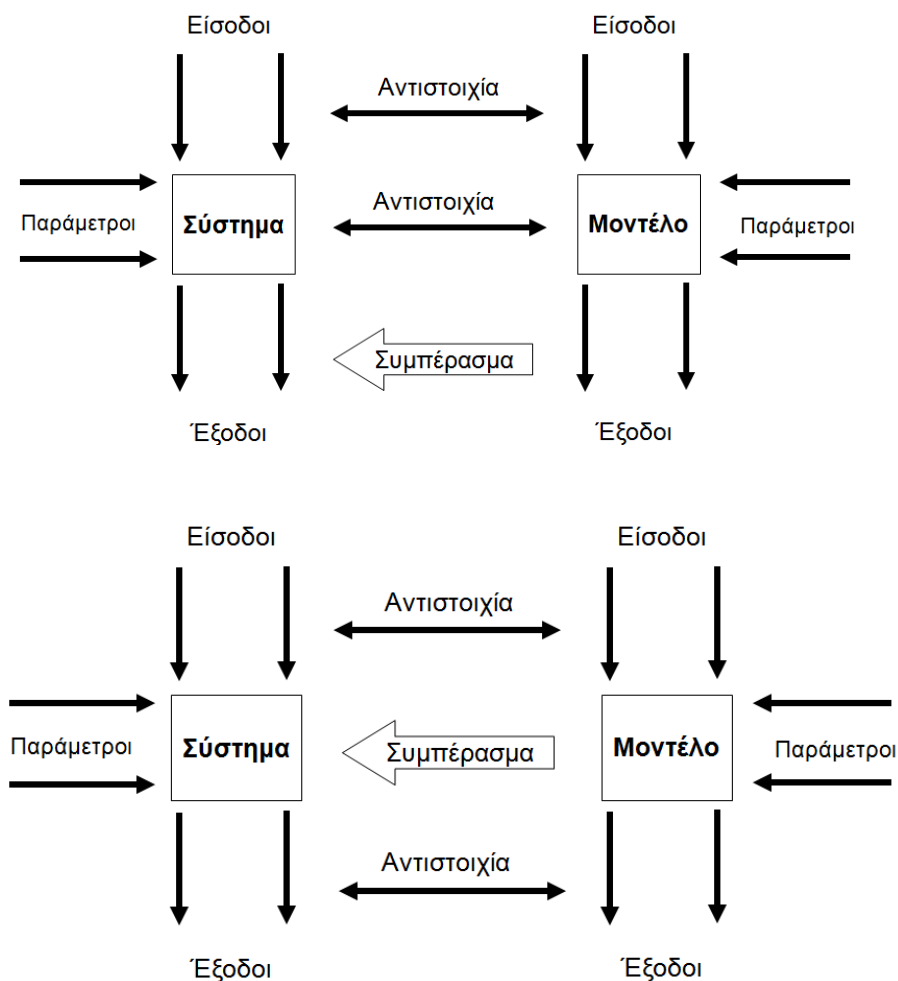 Είσοδοι
Είσοδοι
Αντιστοιχία
Παράμετροι
Σύστημα
Αντιστοιχία
Μοντέλο
Παράμετροι
Συμπέρασμα
Έξοδοι
Έξοδοι
Είσοδοι
Είσοδοι
Αντιστοιχία
Παράμετροι
Σύστημα
Συμπέρασμα
Μοντέλο
Παράμετροι
Αντιστοιχία
Έξοδοι
Έξοδοι